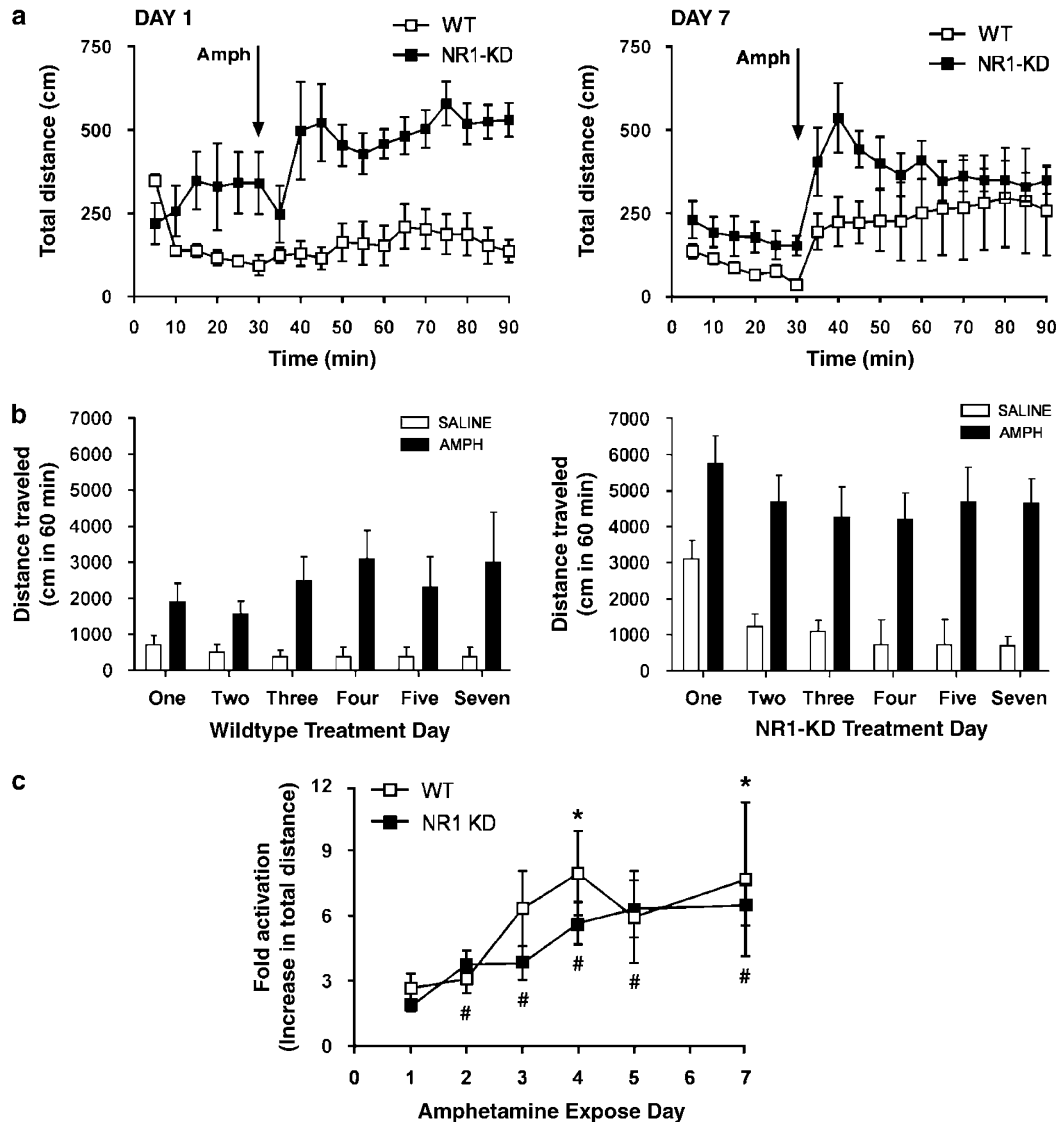 a
DAY 1
WT
NR1-KD
Amph
750
500
250
0
Total distance (cm)
0 10 20 30 40 50 60 70 80 90
Time (min)
DAY 7
WT
NR1-KD
Amph
750
500
250
0
Total distance (cm)
0 10 20 30 40 50 60 70 80 90
Time (min)
b
SALINE
AMPH
7000
6000
5000
4000
3000
2000
1000
0
Distance traveled
(cm in 60 min)
One Two Three Four Five Seven
Wildtype Treatment Day
SALINE
AMPH
7000
6000
5000
4000
3000
2000
1000
0
Distance traveled
(cm in 60 min)
One Two Three Four Five Seven
NR1-KD Treatment Day
c
WT
NR1 KD
12
9
6
3
0
Fold activation
(Increase in total distance)
* *
# # # # #
0 1 2 3 4 5 6 7
Amphetamine Expose Day